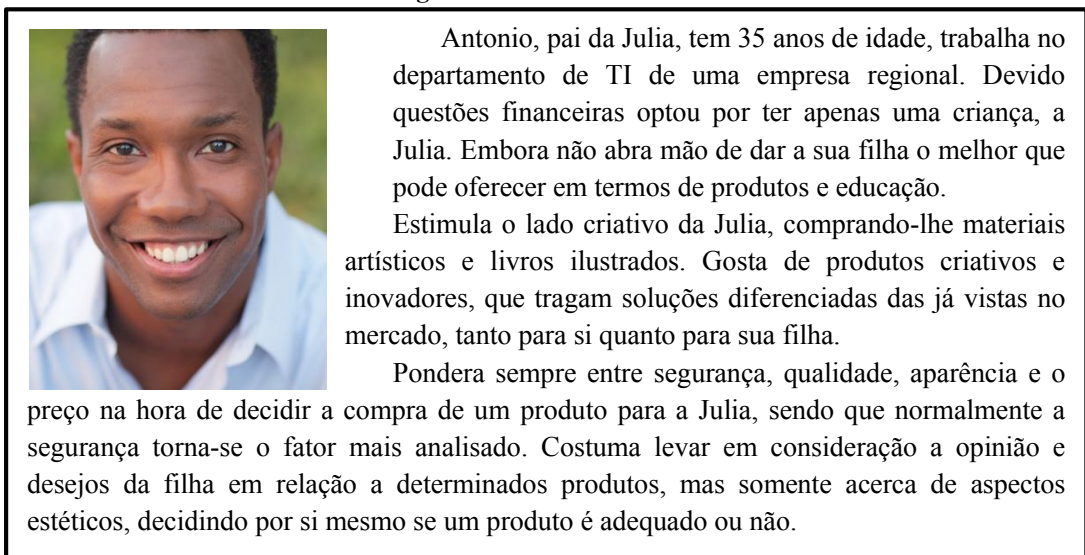 Antonio, pai da Julia, tem 35 anos de idade, trabalha no
departamento de TI de uma empresa regional. Devido
questões financeiras optou por ter apenas uma criança, a
Julia. Embora não abra mão de dar a sua filha o melhor que
pode oferecer em termos de produtos e educação.
Estimula o lado criativo da Julia, comprando-lhe materiais
artísticos e livros ilustrados. Gosta de produtos criativos e
inovadores, que tragam soluções diferenciadas das já vistas no
mercado, tanto para si quanto para sua filha.
Pondera sempre entre segurança, qualidade, aparência e o
preço na hora de decidir a compra de um produto para a Julia, sendo que normalmente a
segurança torna-se o fator mais analisado. Costuma levar em consideração a opinião e
desejos da filha em relação a determinados produtos, mas somente acerca de aspectos
estéticos, decidindo por si mesmo se um produto é adequado ou não.